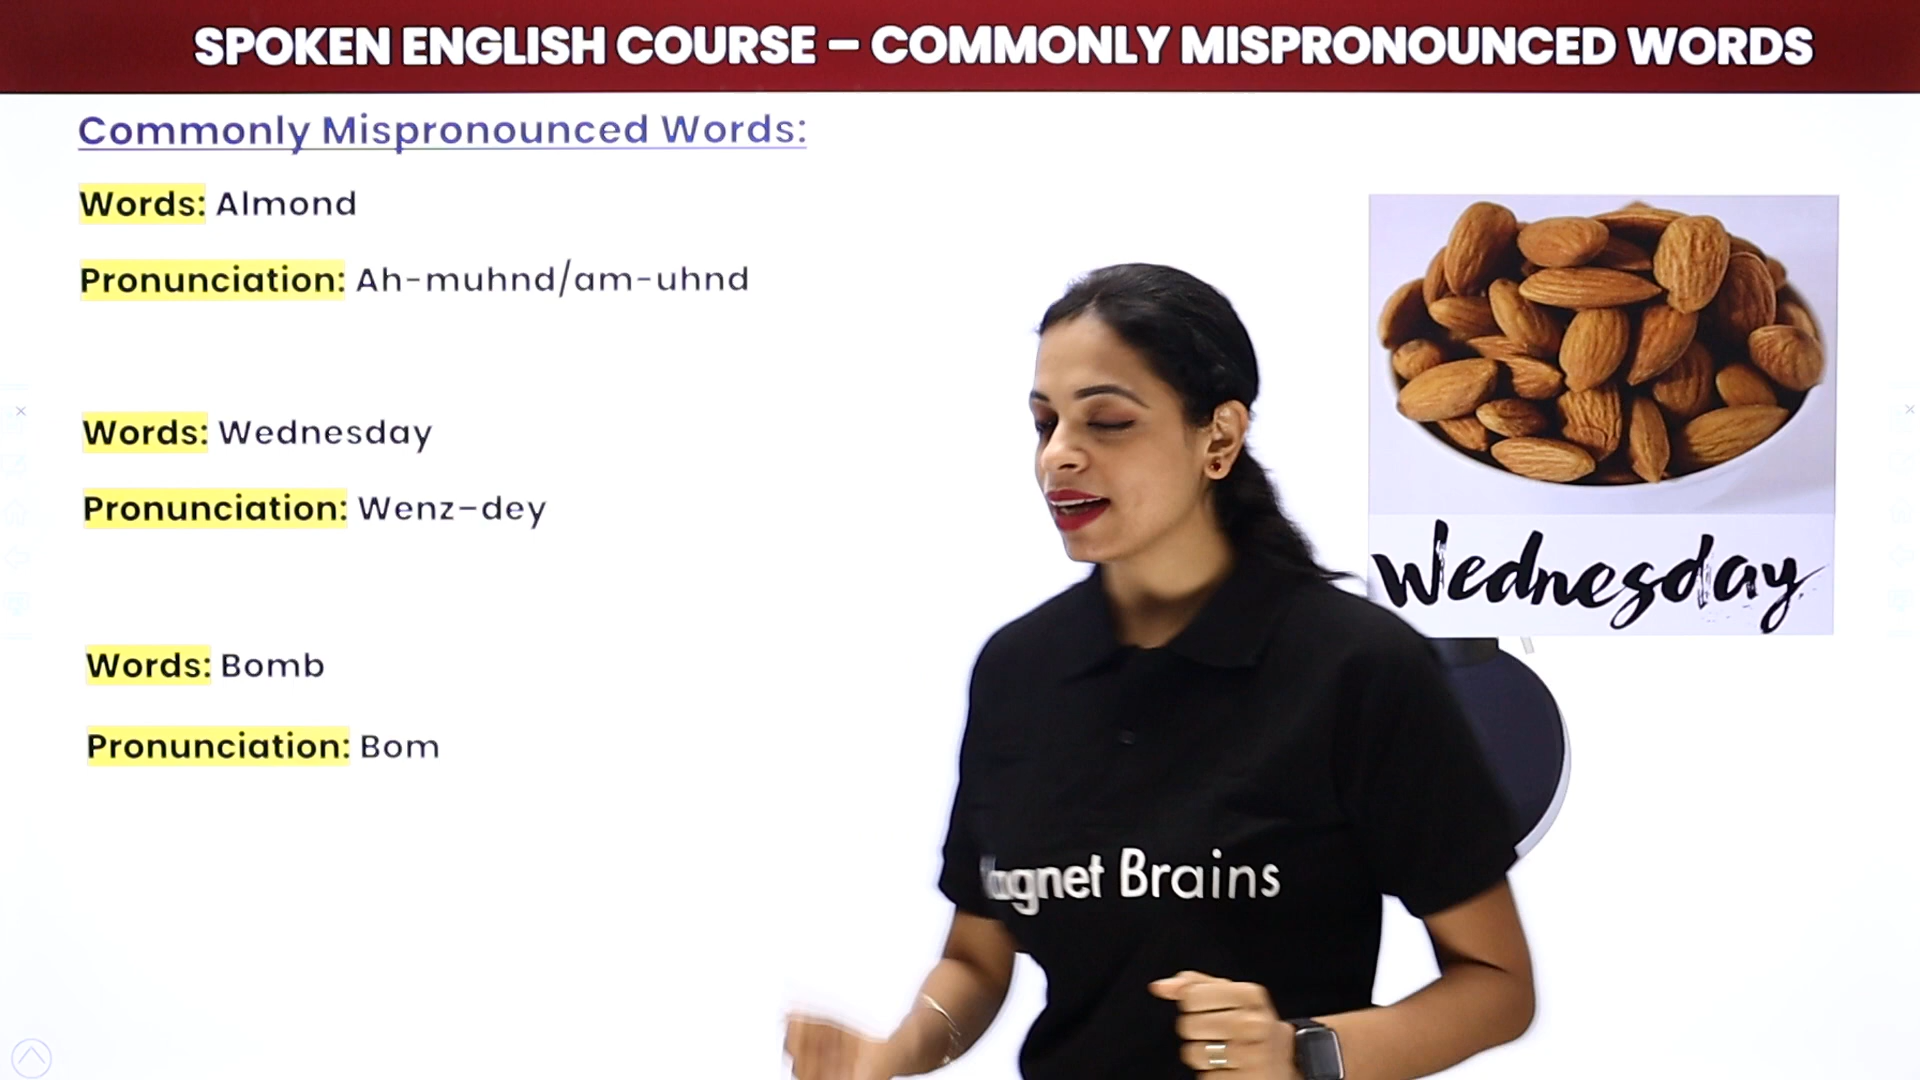 SPOKEN ENGLISH COURSE – COMMONLY MISPRONOUNCED WORDS
Commonly Mispronounced Words:
Words: Almond
Pronunciation: Ah-muhnd/am-uhnd
Words: Wednesday
Pronunciation: Wenz–dey
Wednesday
Words: Bomb
Pronunciation: Bom
Brains